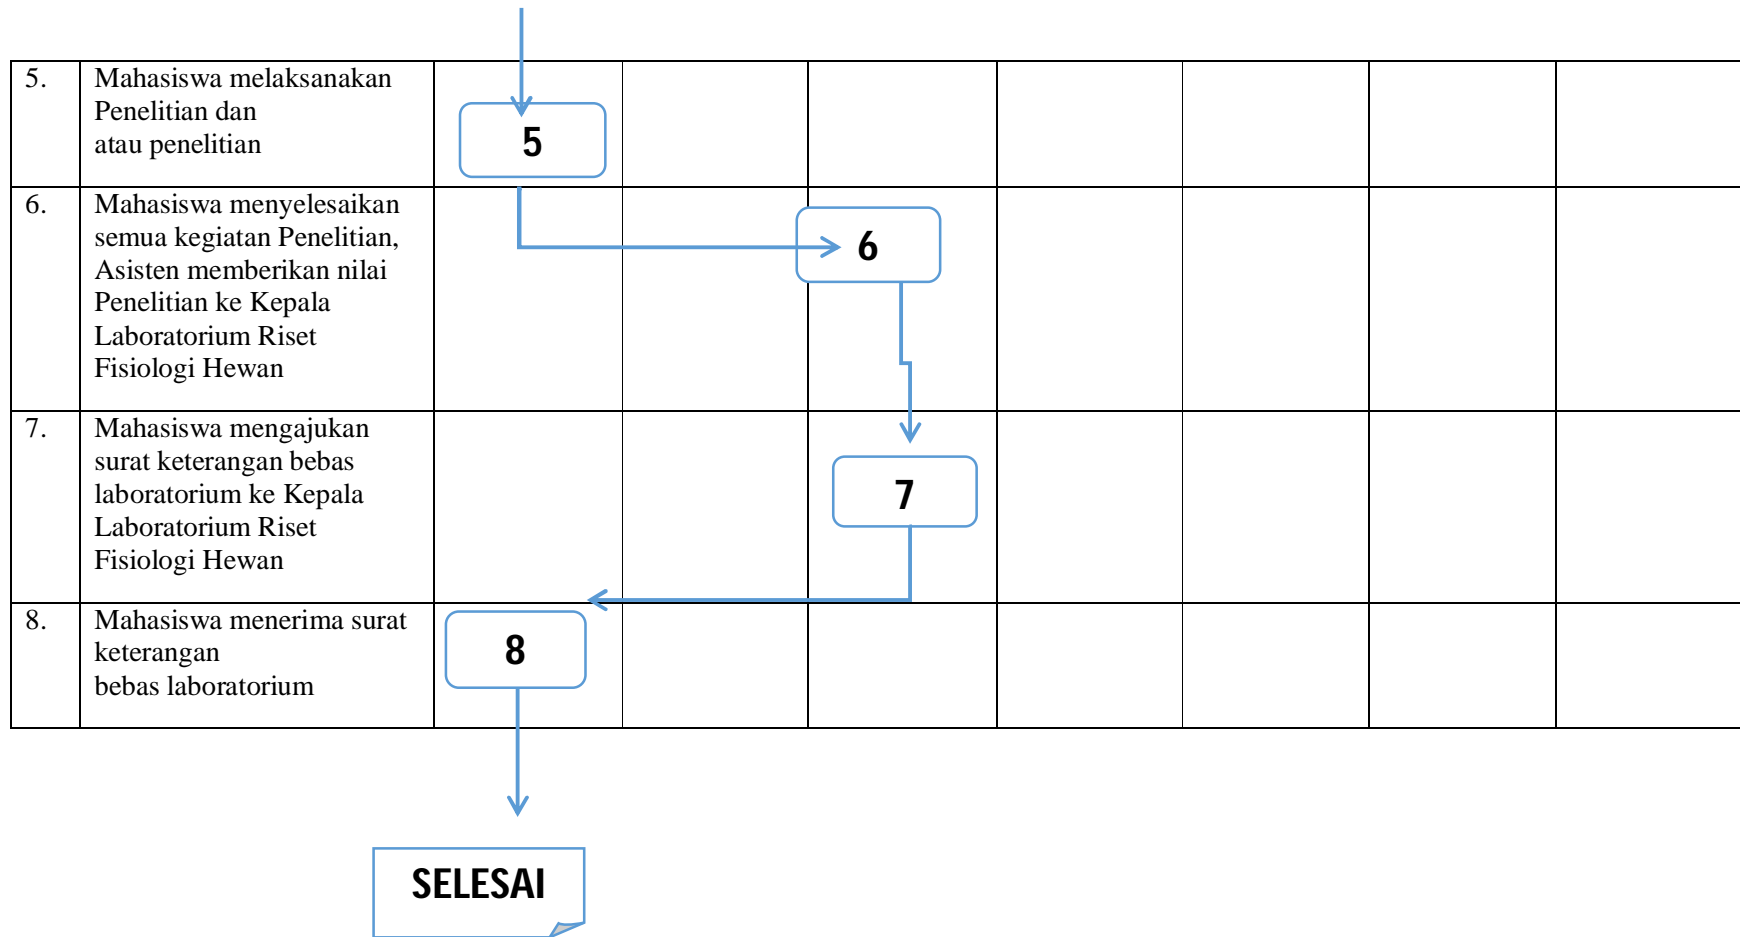 5.
Mahasiswa melaksanakan
Penelitian dan
atau penelitian
5
6.
Mahasiswa menyelesaikan
semua kegiatan Penelitian,
Asisten memberikan nilai
Penelitian ke Kepala
Laboratorium Riset
Fisiologi Hewan
6
7.
Mahasiswa mengajukan
surat keterangan bebas
laboratorium ke Kepala
Laboratorium Riset
Fisiologi Hewan
7
8.
Mahasiswa menerima surat
keterangan
bebas laboratorium
8
SELESAI